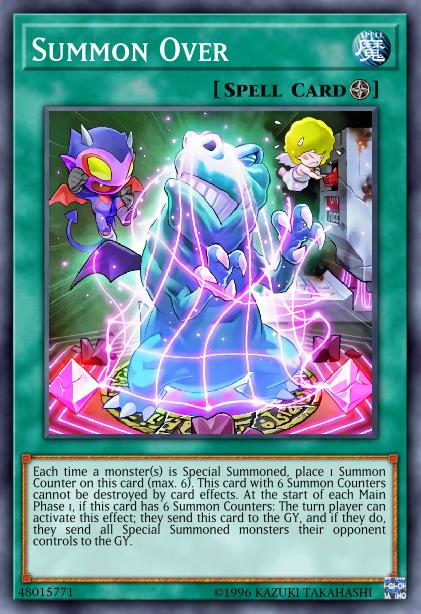 SUMMON OVER
SPELL
魔
[SPELL CARD]
Each time a monster(s) is Special Summoned, place 1 Summon
Counter on this card (max. 6). This card with 6 Summon Counters
cannot be destroyed by card effects. At the start of each Main
Phase 1, if this card has 6 Summon Counters: The turn player can
activate this effect; they send this card to the GY, and if they do,
they send all Special Summoned monsters their opponent
controls to the GY.
48015771
©1996 KAZUKI TAKAHASHI